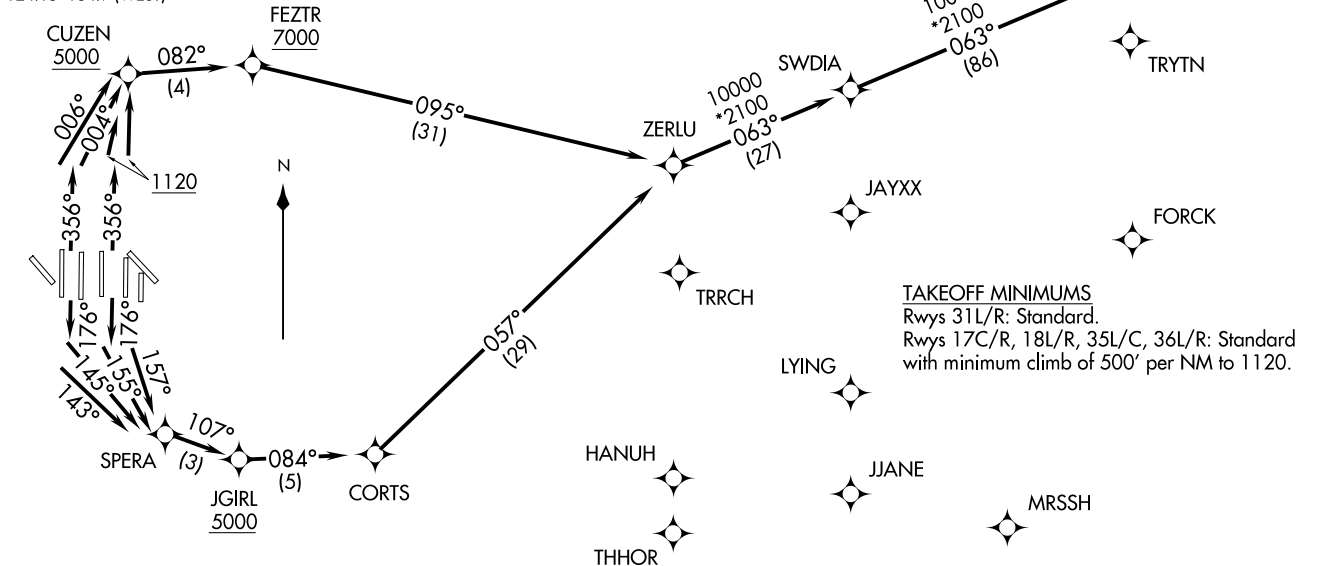 FEZTR
7000
CUZEN
5000
082°
(4)
*2100
063°
(86)
TRYTN
SWDIA
10000
*2100
063°
(27)
ZERLU
095°
(31)
006°
004°
1120
N
356°
356°
JAYXX
FORCK
TRRCH
TAKEOFF MINIMUMS
Rwys 31L/R: Standard.
Rwys 17C/R, 18L/R, 35L/C, 36L/R: Standard
with minimum climb of 500' per NM to 1120.
176°
176°
057°
(29)
145°
155°
157°
143°
LYING
107°
(3)
SPERA
084°
(5)
JGIRL
5000
CORTS
HANUH
JJANE
MRSSH
THHOR